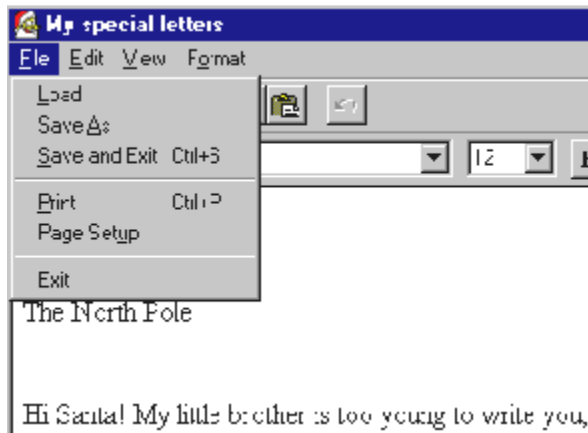 My special letters
File Edit View Format
Load
Save As
Save and Exit Ctrl+S
12
Print Ctrl+P
Page Setup
Exit
The North Pole
Hi Santa! My little brother is too young to write you,